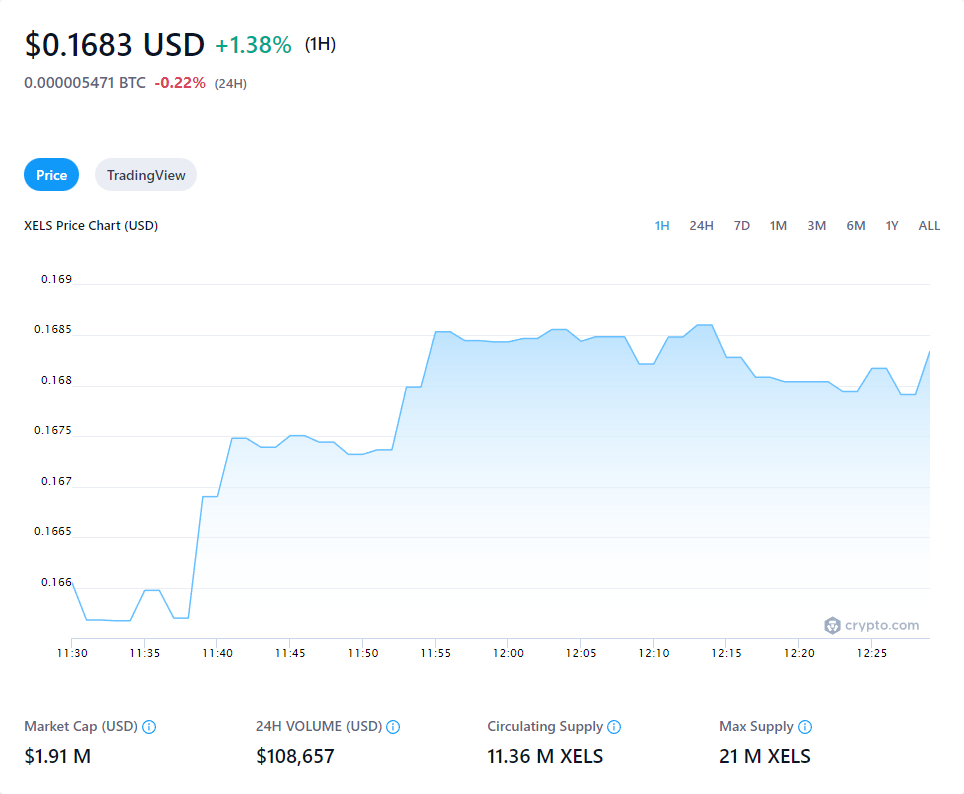 $0.1683 USD +1.38% (1H)
0.000005471 BTC -0.22% (24H)
Price TradingView
XELS Price Chart (USD) 1H 24H 7D 1M 3M 6M 1Y ALL
0.169
0.1685
0.168
0.1675
0.167
0.1665
0.166
crypto.com
11:30 11:35 11:40 11:45 11:50 11:55 12:00 12:05 12:10 12:15 12:20 12:25
Market Cap (USD) 24H VOLUME (USD) Circulating Supply Max Supply
$1.91 M $108,657 11.36 M XELS 21 M XELS